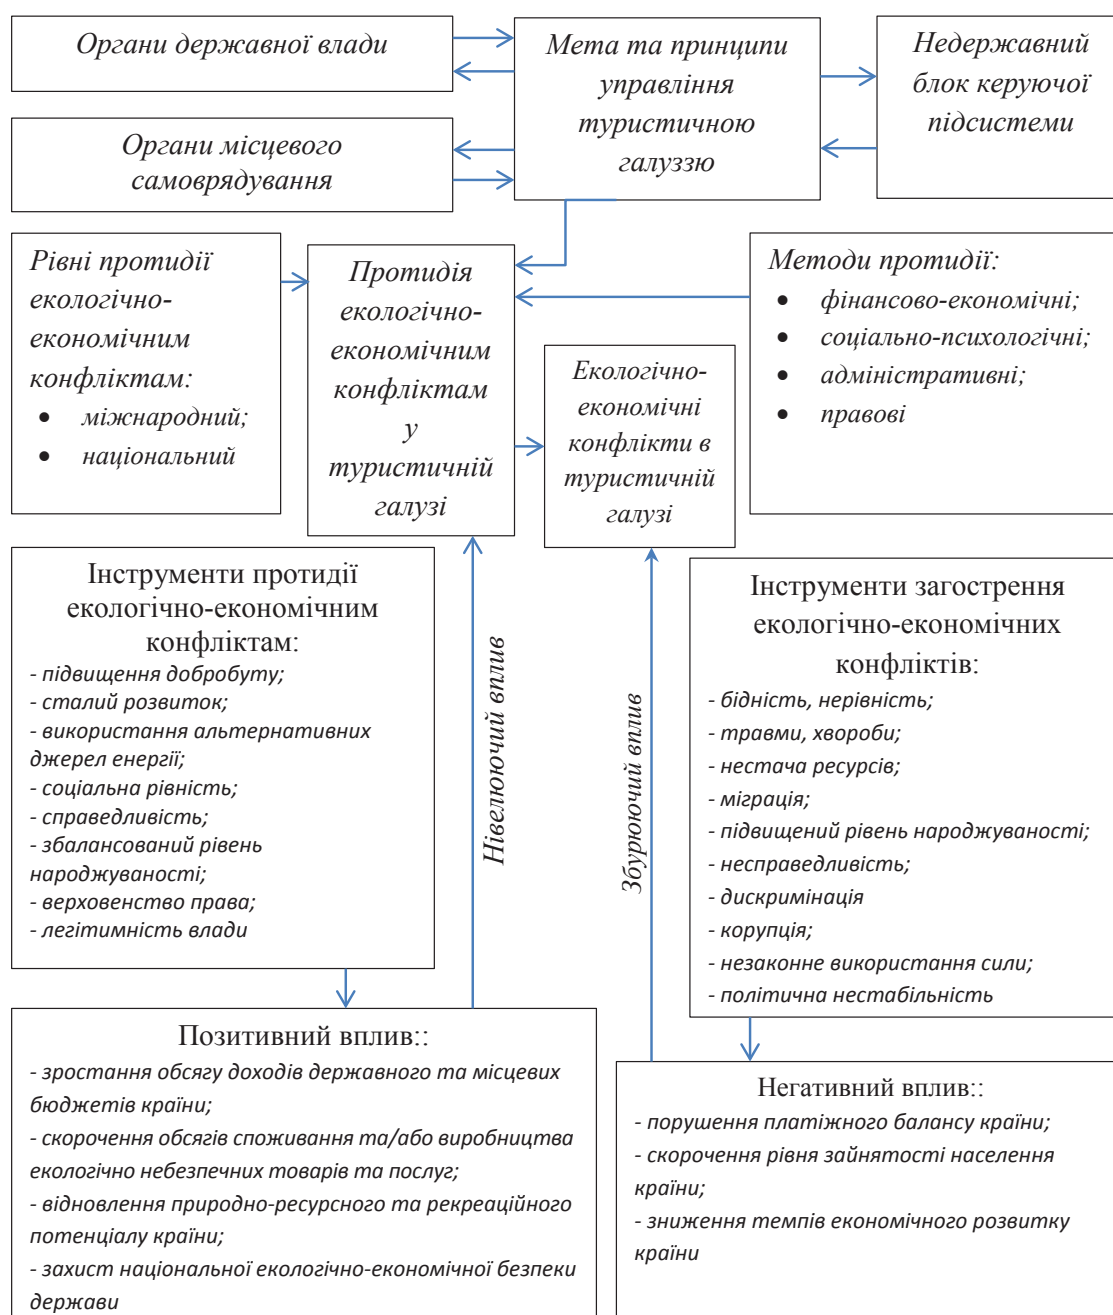 Органи державної влади
Мета та принципи
управління
туристичною
галуззю
Недержавний
блок керуючої
підсистеми
Органи місцевого
самоврядування
Рівні протидії
екологічно-
економічним
конфліктам:
• міжнародний;
• національний
Протидія
екологічно-
економічним
конфліктам
у
туристичній
галузі
Екологічно-
економічні
конфлікти в
туристичній
галузі
Методи протидії:
• фінансово-економічні;
• соціально-психологічні;
• адміністративні;
• правові
Інструменти протидії
екологічно-економічним
конфліктам:
- підвищення добробуту;
- сталий розвиток;
- використання альтернативних
джерел енергії;
- соціальна рівність;
- справедливість;
- збалансований рівень
народжуваності;
- верховенство права;
- легітимність влади
Нівелюючий вплив
Збурюючий вплив
Інструменти загострення
екологічно-економічних
конфліктів:
- бідність, нерівність;
- травми, хвороби;
- нестача ресурсів;
- міграція;
- підвищений рівень народжуваності;
- несправедливість;
- дискримінація
- корупція;
- незаконне використання сили;
- політична нестабільність
Позитивний вплив::
- зростання обсягу доходів державного та місцевих
бюджетів країни;
- скорочення обсягів споживання та/або виробництва
екологічно небезпечних товарів та послуг;
- відновлення природно-ресурсного та рекреаційного
потенціалу країни;
- захист національної екологічно-економічної безпеки
держави
Негативний вплив::
- порушення платіжного балансу країни;
- скорочення рівня зайнятості населення
країни;
- зниження темпів економічного розвитку
країни